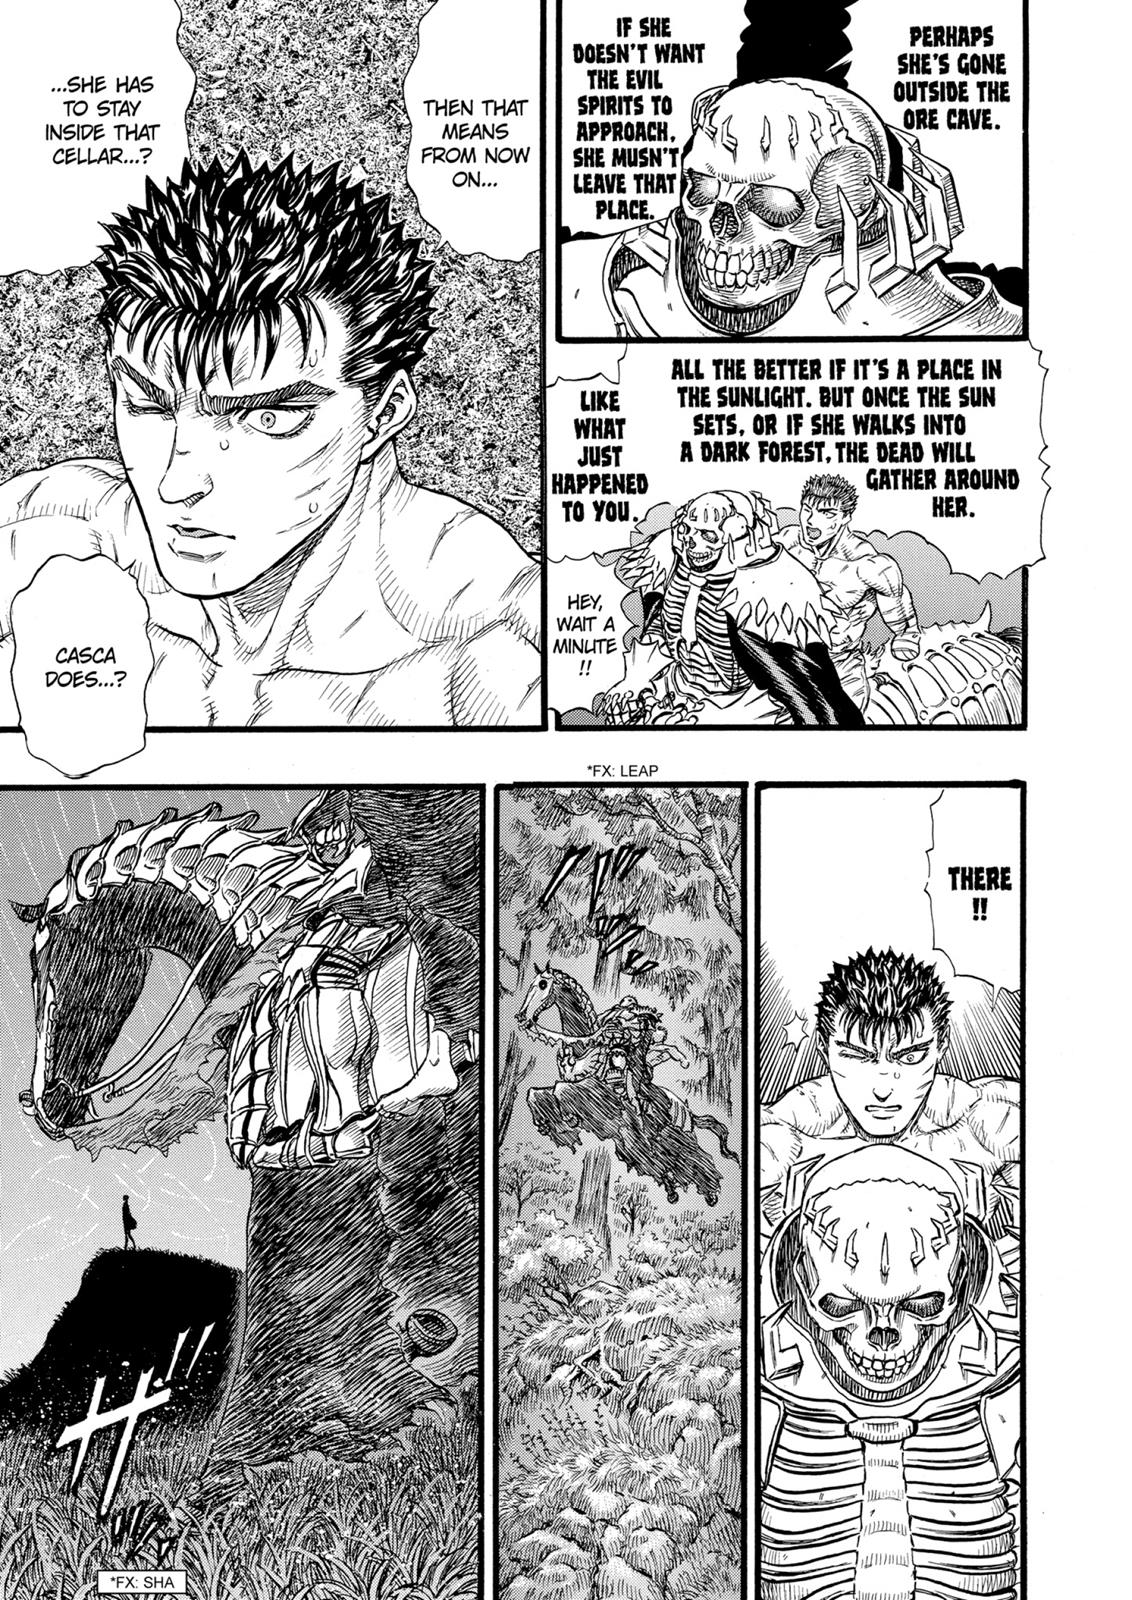 PERHAPS
SHE'S GONE
OUTSIDE THE
ORE CAVE.
IF SHE
DOESN'T WANT
THE EVIL
SPIRITS TO
APPROACH,
SHE MUSN'T
LEAVE THAT
PLACE.
ALL THE BETTER IF IT'S A PLACE IN
THE SUNLIGHT. BUT ONCE THE SUN
SETS, OR IF SHE WALKS INTO
A DARK FOREST, THE DEAD WILL
GATHER AROUND
HER.
LIKE
WHAT
JUST
HAPPENED
TO YOU.
HEY,
WAIT A
MINUTE
!!
THEN THAT
MEANS
FROM NOW
ON...
...SHE HAS
TO STAY
INSIDE THAT
CELLAR...?
CASCA
DOES...?
THERE
!!
*FX: LEAP
ザ
*FX: SHA